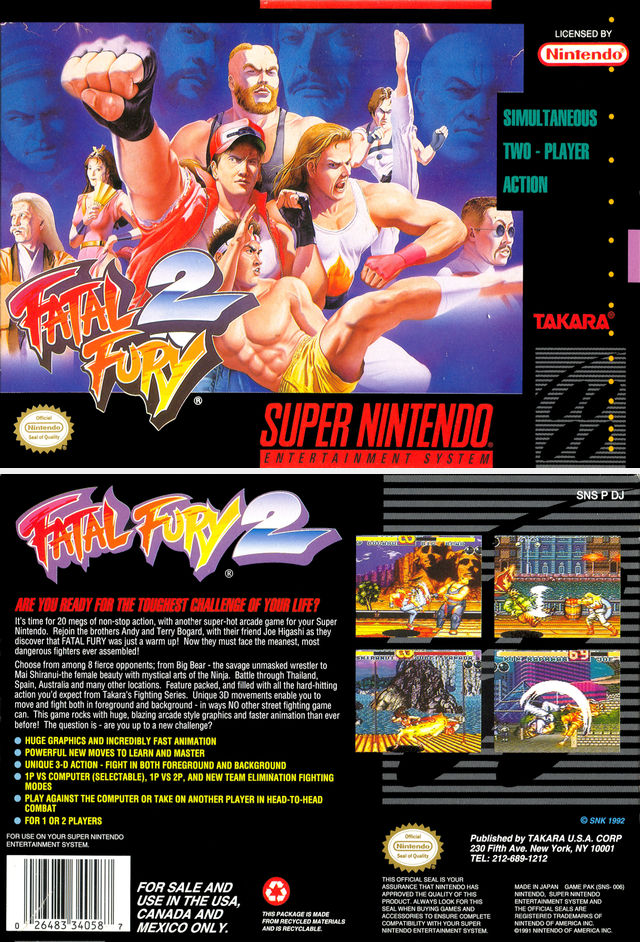 LICENSED BY
Nintendo®
SIMULTANEOUS
TWO - PLAYER
ACTION
FATAL
FURY 2
®
TAKARA®
Official
Nintendo
Seal of Quality
SUPER NINTENDO®
ENTERTAINMENT SYSTEM
SNS P DJ
FATAL FURY 2
®
ARE YOU READY FOR THE TOUGHEST CHALLENGE OF YOUR LIFE?
It's time for 20 megs of non-stop action, with another super-hot arcade game for your Super
Nintendo. Rejoin the brothers Andy and Terry Bogard, with their friend Joe Higashi as they
discover that FATAL FURY was just a warm up! Now they must face the meanest, most
dangerous fighters ever assembled!
Choose from among 8 fierce opponents; from Big Bear - the savage unmasked wrestler to
Mai Shiranui-the female beauty with mystical arts of the Ninja. Battle through Thailand,
Spain, Australia and many other locations. Feature packed, and filled with all the hard-hitting
action you'd expect from Takara's Fighting Series. Unique 3D movements enable you to
move and fight both in foreground and background - in ways NO other street fighting game
can. This game rocks with huge, blazing arcade style graphics and faster animation than ever
before! The question is - are you up to a new challenge?
HUGE GRAPHICS AND INCREDIBLY FAST ANIMATION
POWERFUL NEW MOVES TO LEARN AND MASTER
UNIQUE 3-D ACTION - FIGHT IN BOTH FOREGROUND AND BACKGROUND
1P VS COMPUTER (SELECTABLE), 1P VS 2P, AND NEW TEAM ELIMINATION FIGHTING
MODES
PLAY AGAINST THE COMPUTER OR TAKE ON ANOTHER PLAYER IN HEAD-TO-HEAD
COMBAT
FOR 1 OR 2 PLAYERS
FOR USE ON YOUR SUPER NINTENDO
ENTERTAINMENT SYSTEM.
0 26483 34058 7
FOR SALE AND
USE IN THE USA,
CANADA AND
MEXICO ONLY.
THIS PACKAGE IS MADE
FROM RECYCLED MATERIALS
AND IS RECYCLABLE.
© SNK 1992
Official
Nintendo
Seal of Quality
Published by TAKARA U.S.A. CORP
230 Fifth Ave. New York, NY 10001
TEL: 212-689-1212
THIS OFFICIAL SEAL IS YOUR
ASSURANCE THAT NINTENDO HAS
APPROVED THE QUALITY OF THIS
PRODUCT. ALWAYS LOOK FOR THIS
SEAL WHEN BUYING GAMES AND
ACCESSORIES TO ENSURE COMPLETE
COMPATIBILITY WITH YOUR SUPER
NINTENDO ENTERTAINMENT SYSTEM.
MADE IN JAPAN GAME PAK (SNS- 006)
NINTENDO, SUPER NINTENDO
ENTERTAINMENT SYSTEM AND
THE OFFICIAL SEALS ARE
REGISTERED TRADEMARKS OF
NINTENDO OF AMERICA INC.
©1991 NINTENDO OF AMERICA INC.